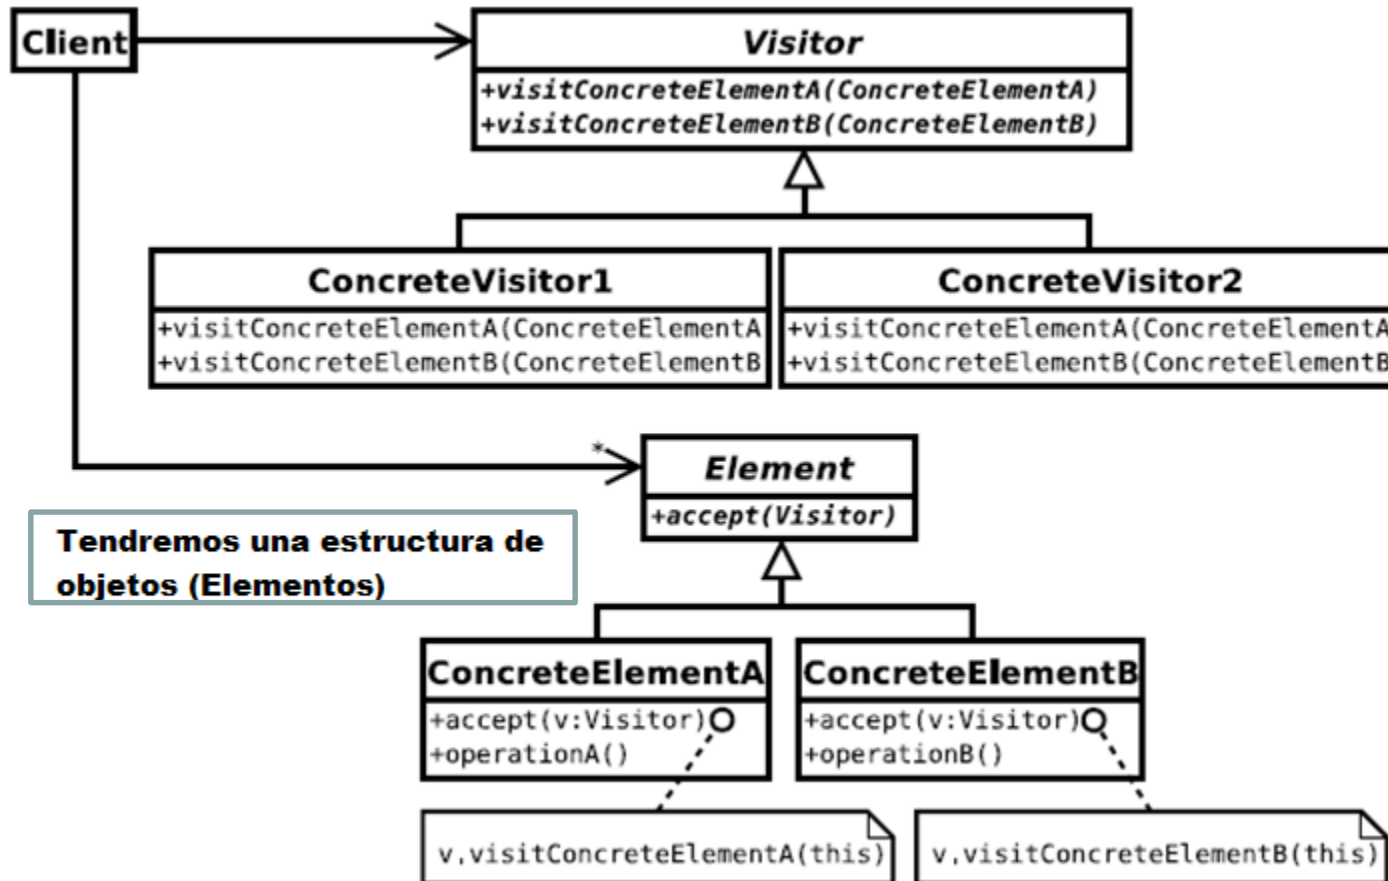 Client
Visitor
+visitConcreteElementA(ConcreteElementA)
+visitConcreteElementB(ConcreteElementB)
ConcreteVisitor1
+visitConcreteElementA(ConcreteElementA
+visitConcreteElementB(ConcreteElementB
ConcreteVisitor2
+visitConcreteElementA(ConcreteElementA
+visitConcreteElementB(ConcreteElementB
*
Element
+accept(Visitor)
Tendremos una estructura de
objetos (Elementos)
ConcreteElementA
+accept(v:Visitor)
+operationA()
ConcreteElementB
+accept(v:Visitor)
+operationB()
v,visitConcreteElementA(this)
v,visitConcreteElementB(this)